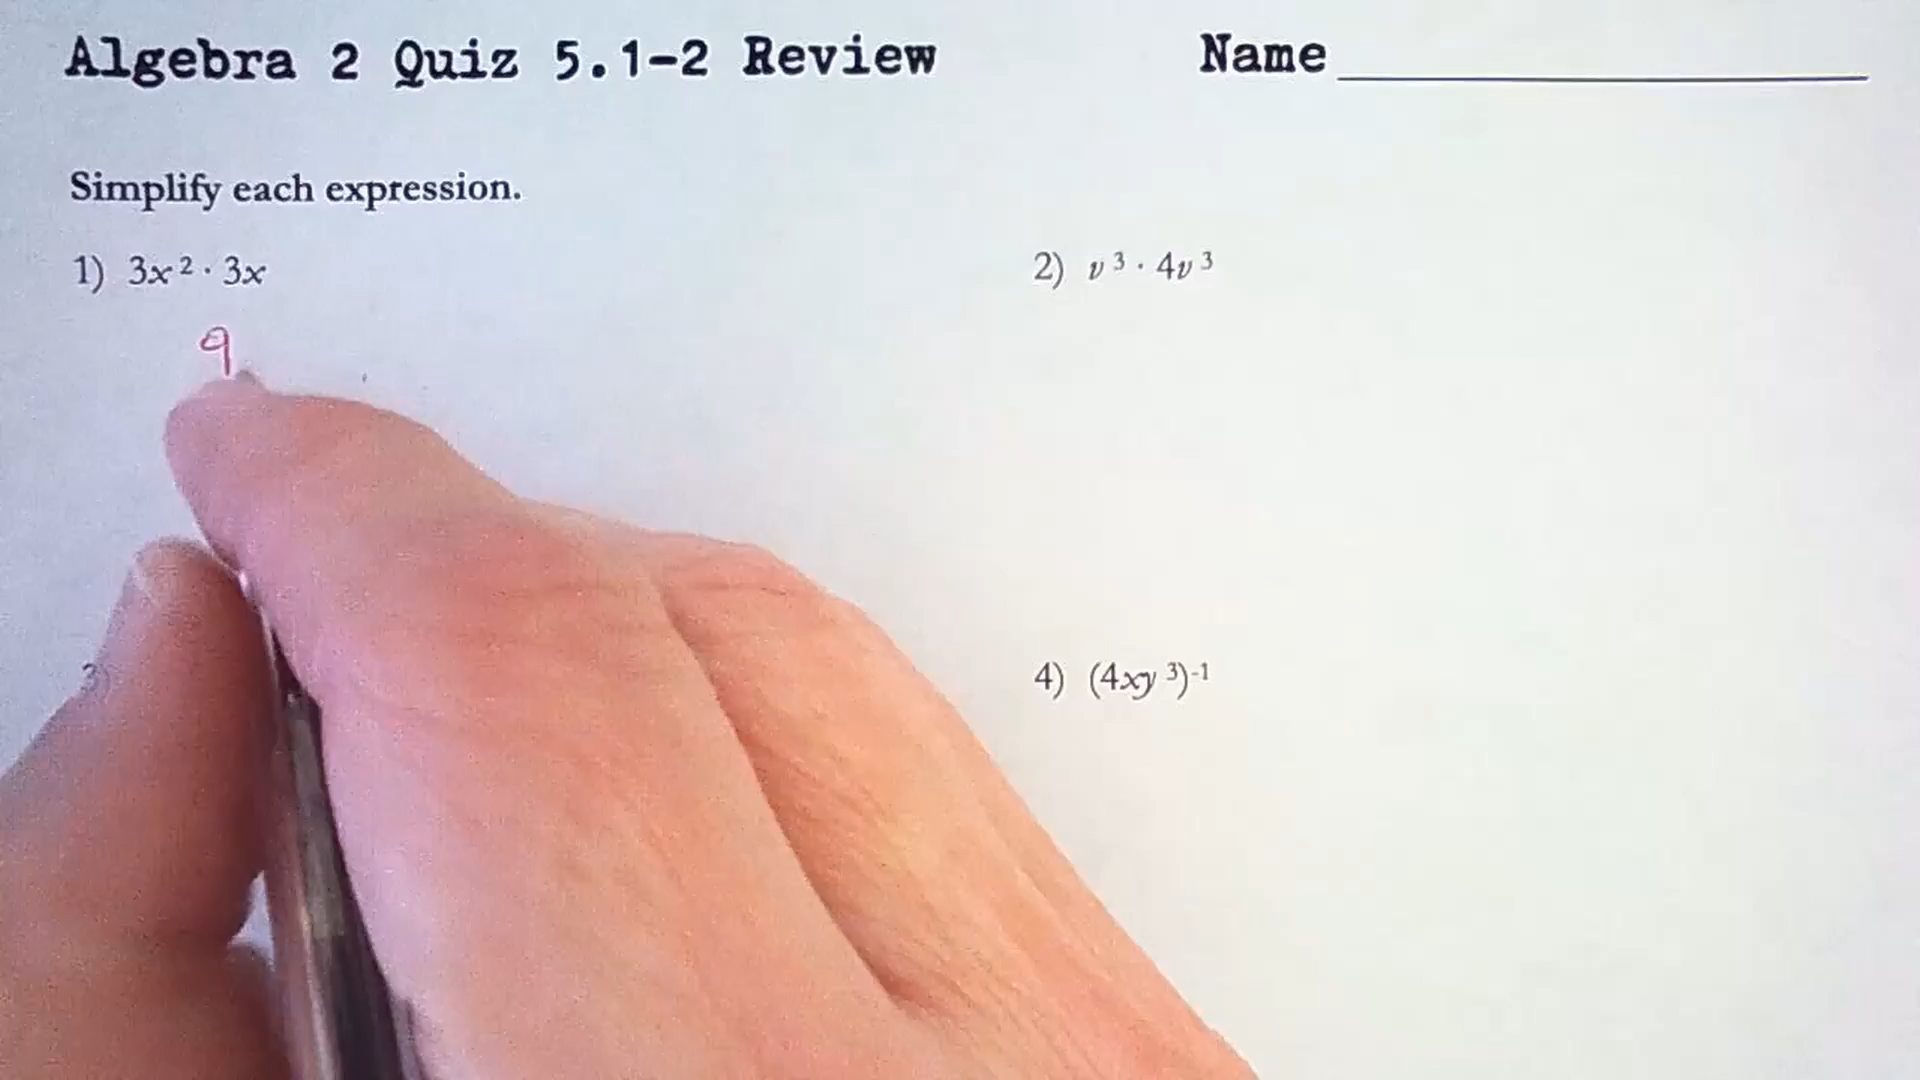 Algebra 2 Quiz 5.1-2 Review Name
Simplify each expression.
1) 3x² · 3x
2) v³ · 4v³
9
4) (4xy³)⁻¹